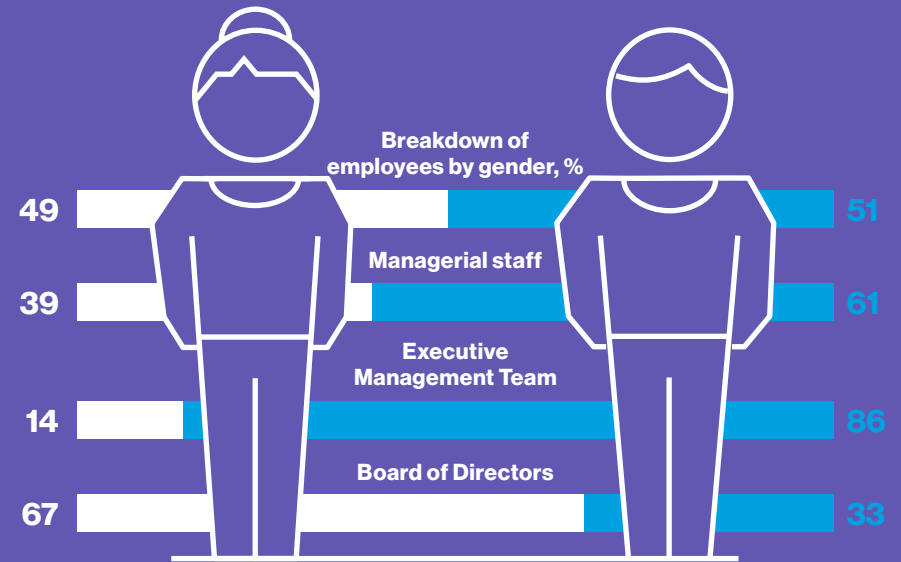 Breakdown of
employees by gender, %
49 51
Managerial staff
39 61
Executive
Management Team
14 86
Board of Directors
67 33